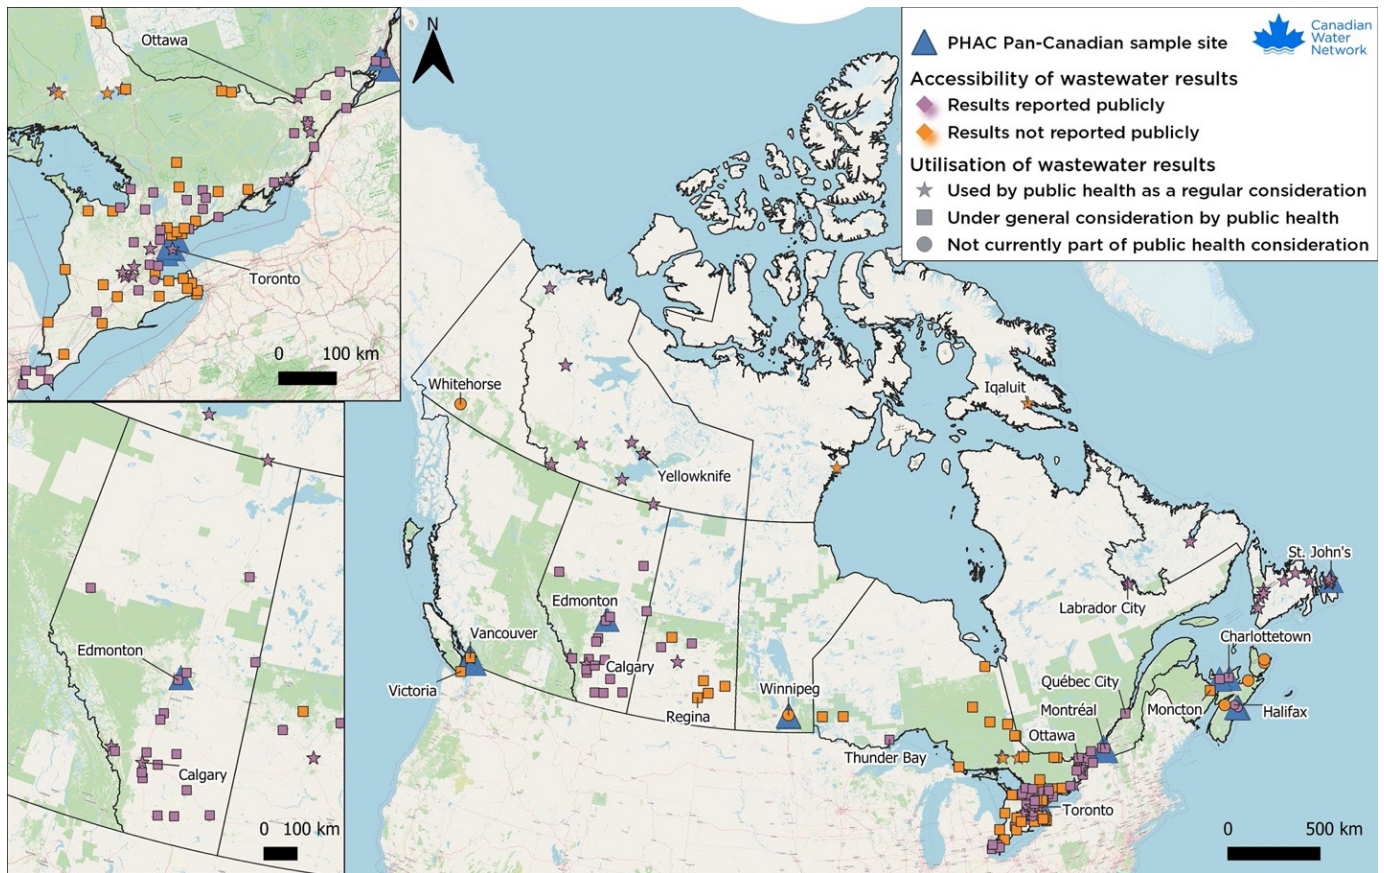 Ottawa
Toronto
0 100 km
N
PHAC Pan-Canadian sample site
Canadian
Water
Network
Accessibility of wastewater results
Results reported publicly
Results not reported publicly
Utilisation of wastewater results
Used by public health as a regular consideration
Under general consideration by public health
Not currently part of public health consideration
Whitehorse
Iqaluit
Yellowknife
St. John's
Labrador City
Edmonton
Charlottetown
Vancouver
Calgary
Québec City
Victoria
Winnipeg
Regina
Montréal
Moncton
Halifax
Ottawa
Thunder Bay
Toronto
0 500 km
Edmonton
Calgary
0 100 km